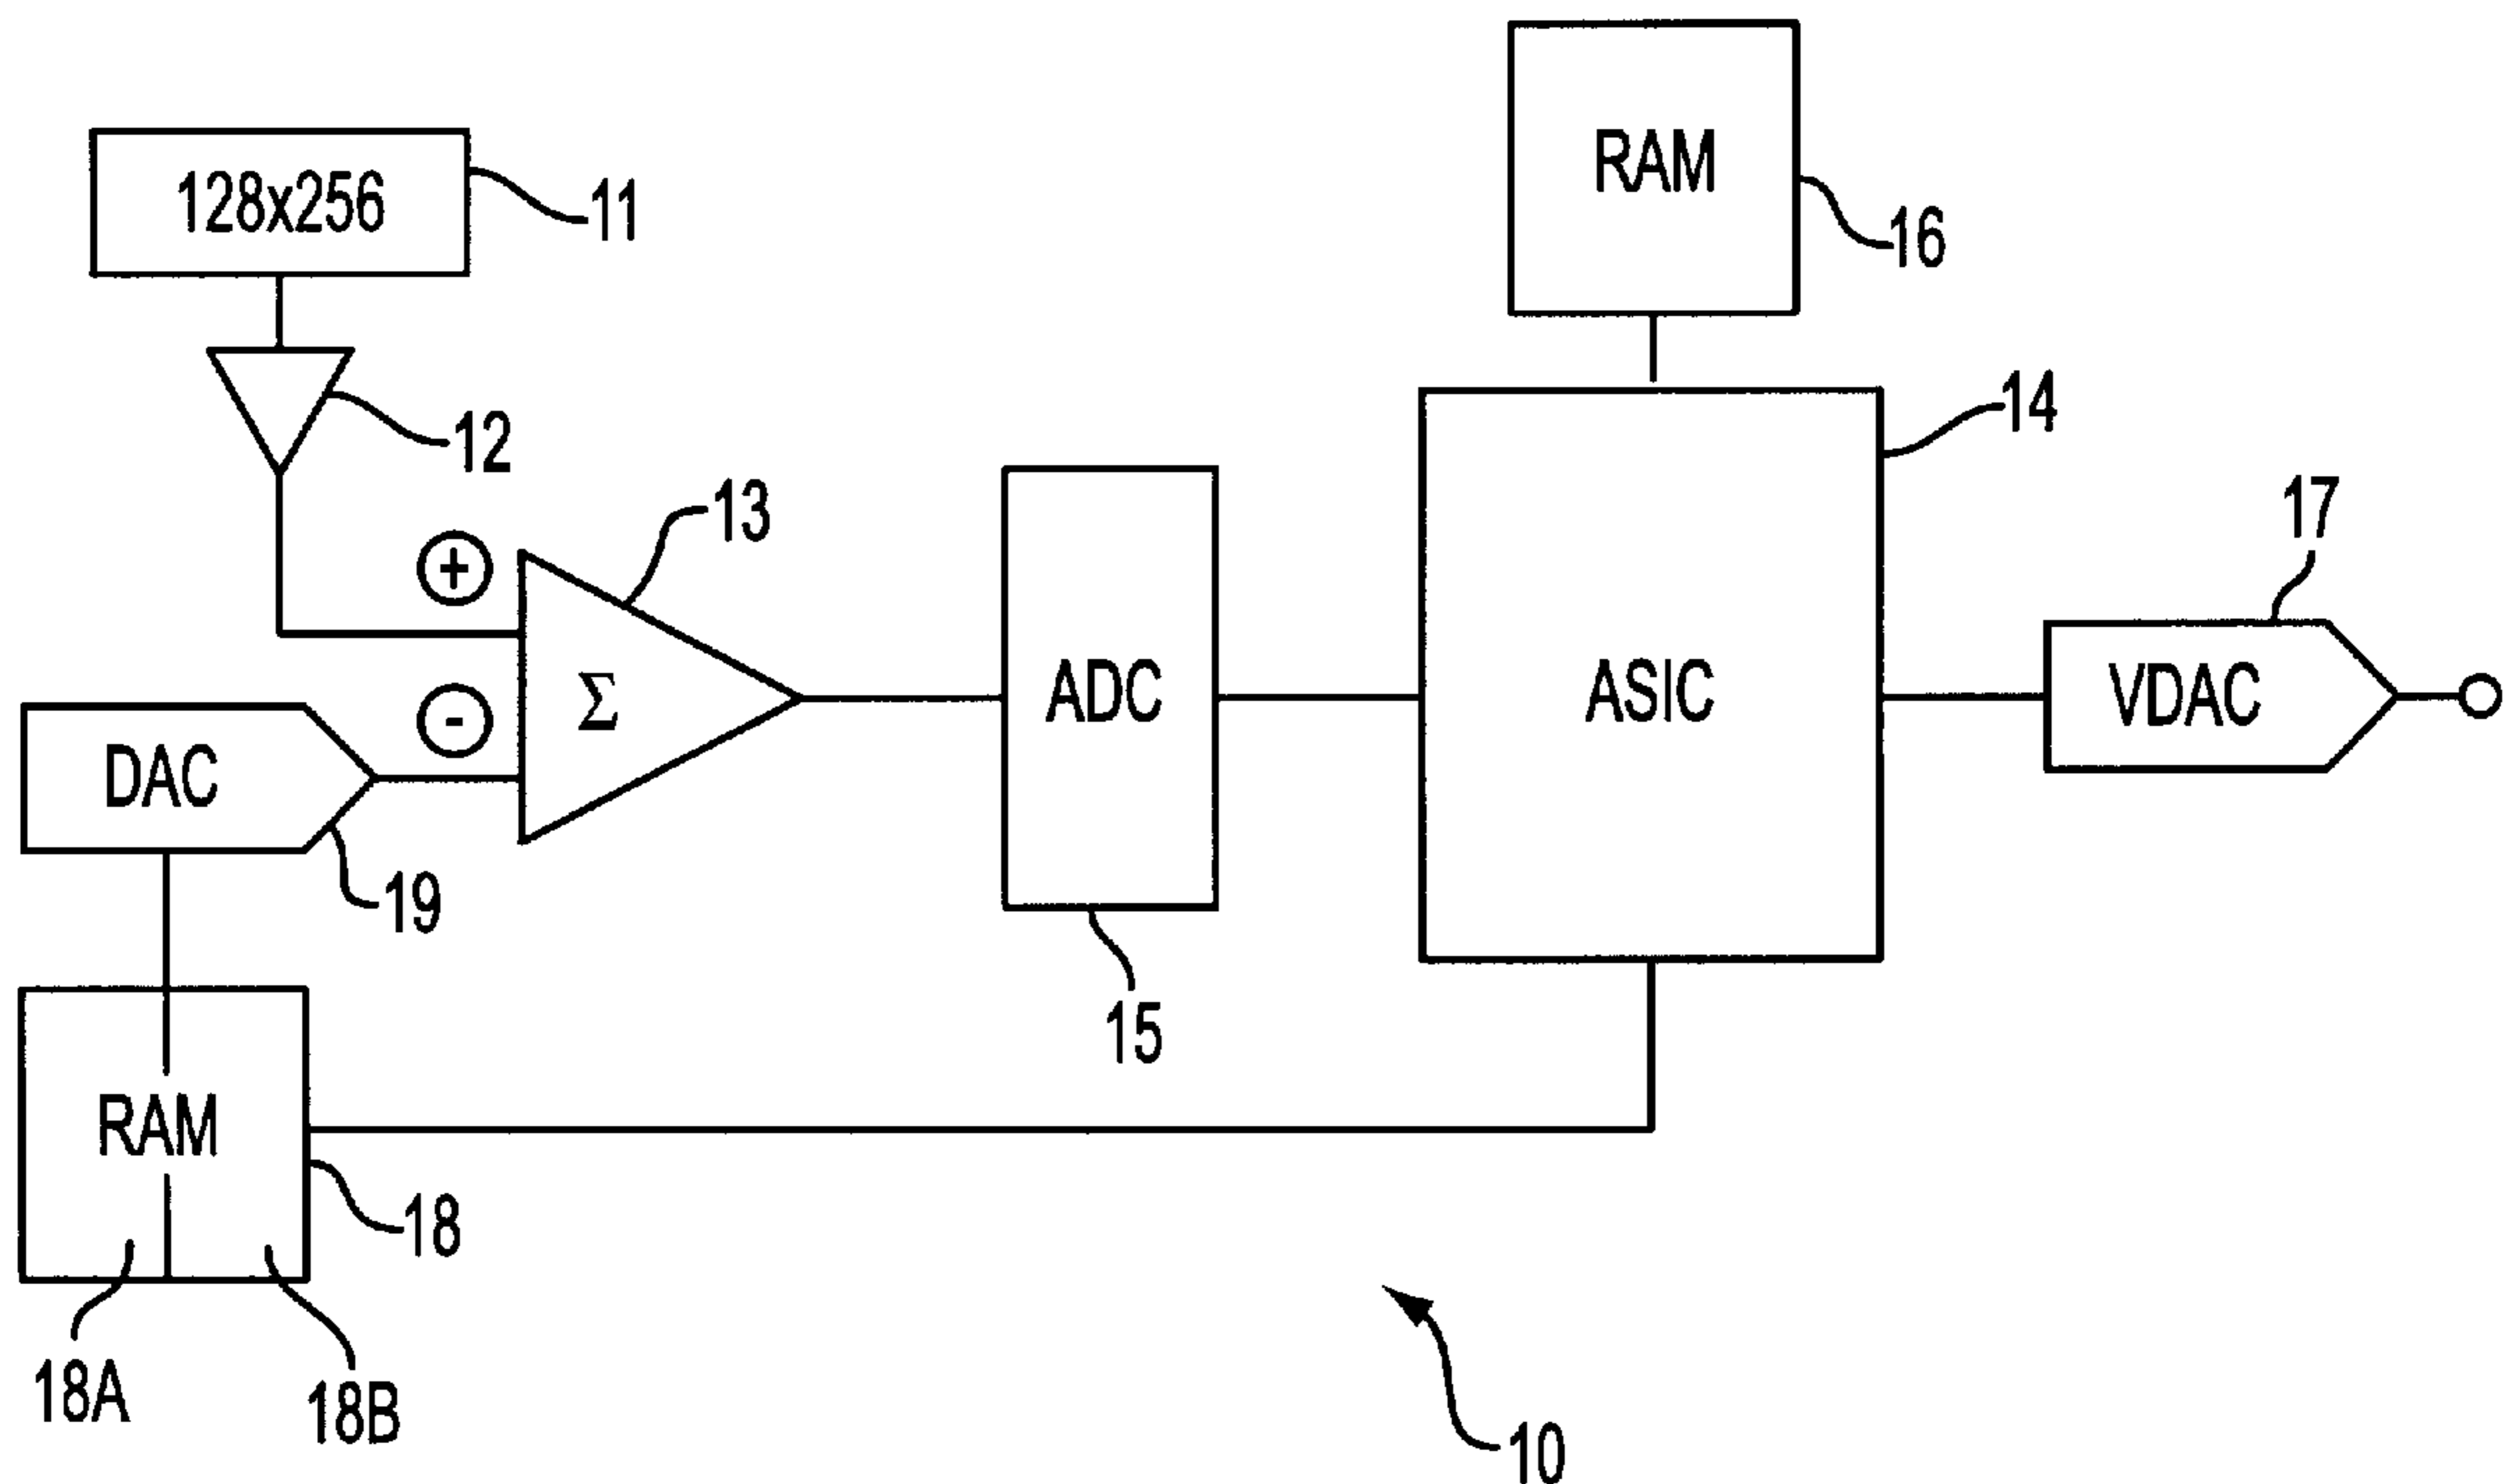 RAM
16
128x256
11
12
14
13
17
+
Σ
ADC
ASIC
VDAC
-
DAC
19
15
RAM
18
18A
18B
10